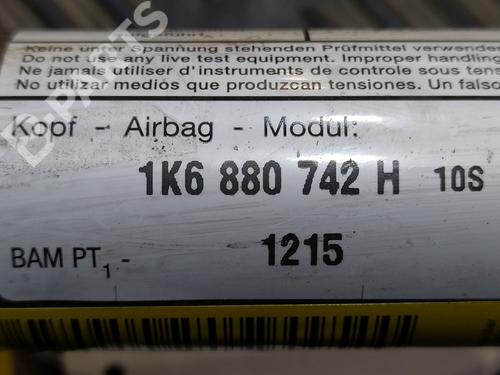 Keine unter Spannung stehenden Prüfmittel verwende
Do not use any live test equipment. Improper handling
Ne jamais utiliser d'instruments de controle sous tens
No utilizar medios que produzcan tensiones. Un falso
Kopf - Airbag - Modul:
1K6 880 742 H 10S
BAM PT1 - 1215
E-PARTS